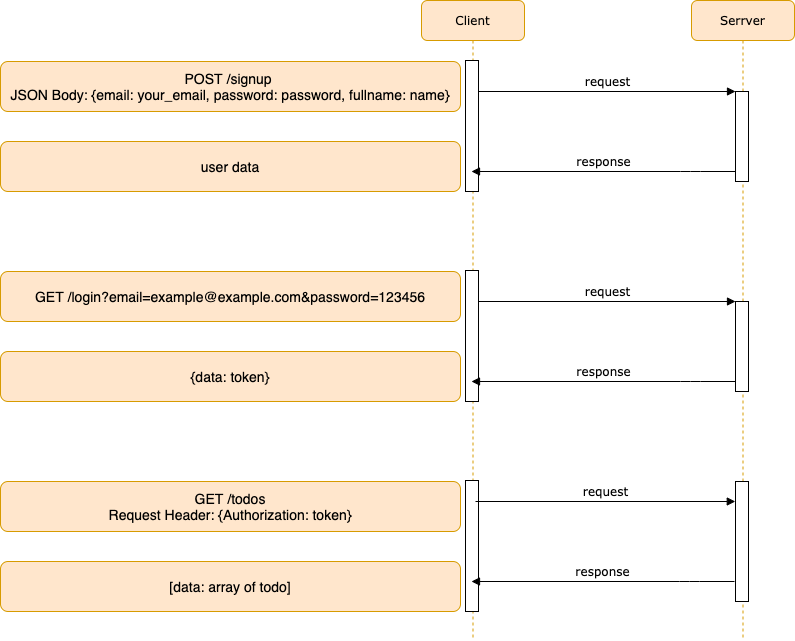 Client
Serrver
POST /signup
JSON Body: {email: your_email, password: password, fullname: name}
request
user data
response
GET /login?email=example@example.com&password=123456
request
{data: token}
response
GET /todos
Request Header: {Authorization: token}
request
[data: array of todo]
response